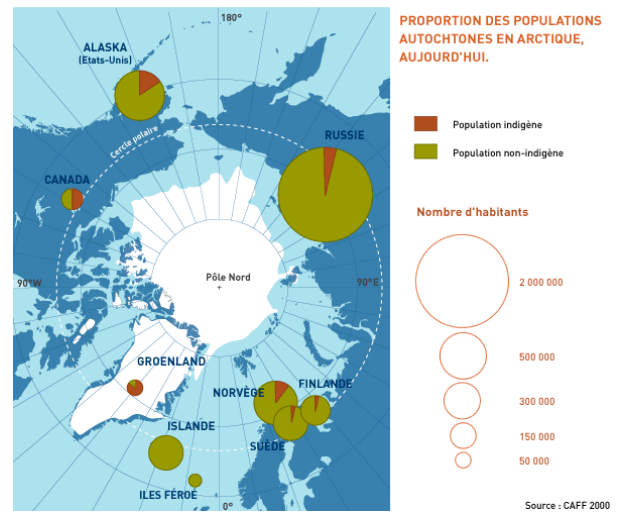 PROPORTION DES POPULATIONS
AUTOCHTONES EN ARCTIQUE,
AUJOURD'HUI.
Population indigène
Population non-indigène
Nombre d'habitants
2 000 000
500 000
300 000
150 000
50 000
Source : CAFF 2000
180°
ALASKA
(Etats-Unis)
Cercle polaire
RUSSIE
CANADA
90°W
Pôle Nord
+
90°E
GROENLAND
NORVÈGE
FINLANDE
ISLANDE
SUÈDE
ILES FÉROÉ
0°